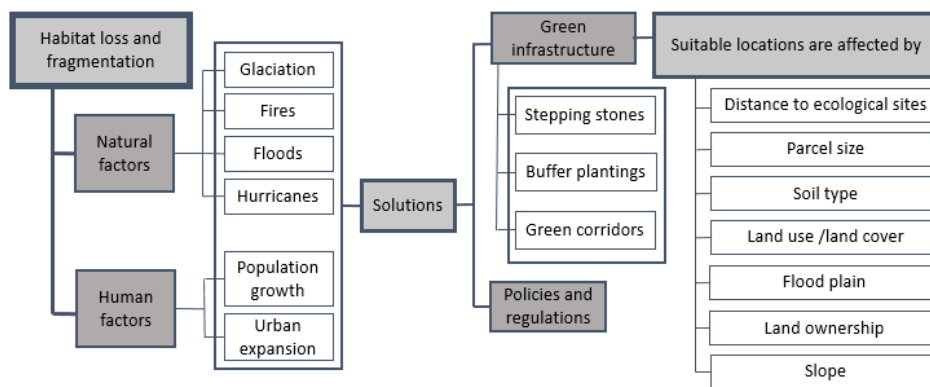 Habitat loss and
fragmentation
Natural
factors
Glaciation
Fires
Floods
Hurricanes
Human
factors
Population
growth
Urban
expansion
Solutions
Green
infrastructure
Stepping stones
Buffer plantings
Green corridors
Policies and
regulations
Suitable locations are affected by
Distance to ecological sites
Parcel size
Soil type
Land use /land cover
Flood plain
Land ownership
Slope